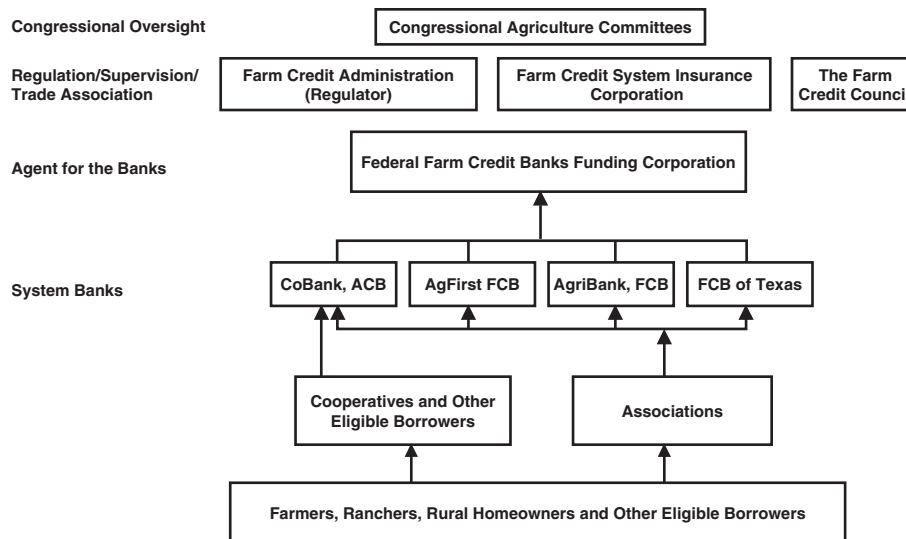 Congressional Oversight
Congressional Agriculture Committees
Regulation/Supervision/
Trade Association
Farm Credit Administration
(Regulator)
Farm Credit System Insurance
Corporation
The Farm
Credit Counci
Agent for the Banks
Federal Farm Credit Banks Funding Corporation
System Banks
CoBank, ACB
AgFirst FCB
AgriBank, FCB
FCB of Texas
Cooperatives and Other
Eligible Borrowers
Associations
Farmers, Ranchers, Rural Homeowners and Other Eligible Borrowers